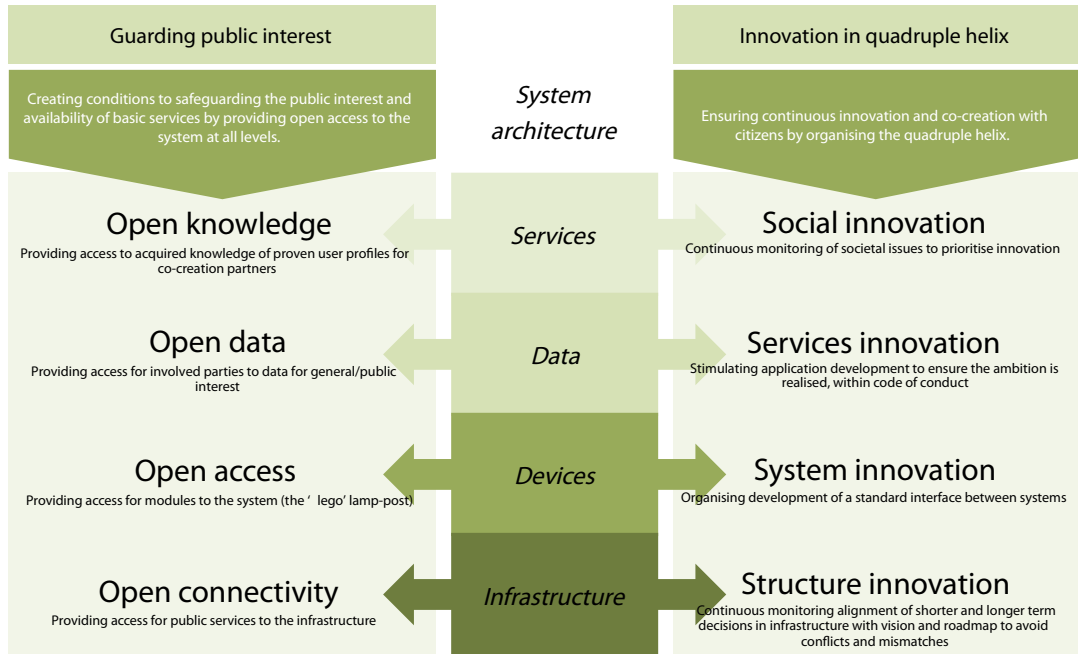 Guarding public interest
Creating conditions to safeguarding the public interest and
availability of basic services by providing open access to the
system at all levels.
System
architecture
Innovation in quadruple helix
Ensuring continuous innovation and co-creation with
citizens by organising the quadruple helix.
Open knowledge
Providing access to acquired knowledge of proven user profiles for
co-creation partners
Services
Social innovation
Continuous monitoring of societal issues to prioritise innovation
Open data
Providing access for involved parties to data for general/public
interest
Data
Services innovation
Stimulating application development to ensure the ambition is
realised, within code of conduct
Open access
Providing access for modules to the system (the ‘ lego’ lamp-post)
Devices
System innovation
Organising development of a standard interface between systems
Open connectivity
Providing access for public services to the infrastructure
Infrastructure
Structure innovation
Continuous monitoring alignment of shorter and longer term
decisions in infrastructure with vision and roadmap to avoid
conflicts and mismatches